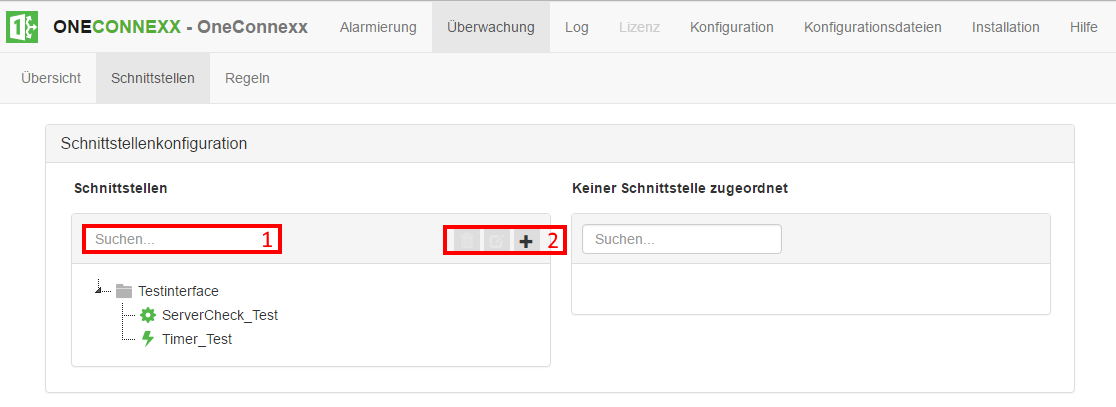 ONECONNEXX - OneConnexx Alarmierung Überwachung Log Lizenz Konfiguration Konfigurationsdateien Installation Hilfe
Übersicht Schnittstellen Regeln
Schnittstellenkonfiguration
Schnittstellen Keiner Schnittstelle zugeordnet
Suchen... 1 2 Suchen...
Testinterface
ServerCheck_Test
Timer_Test